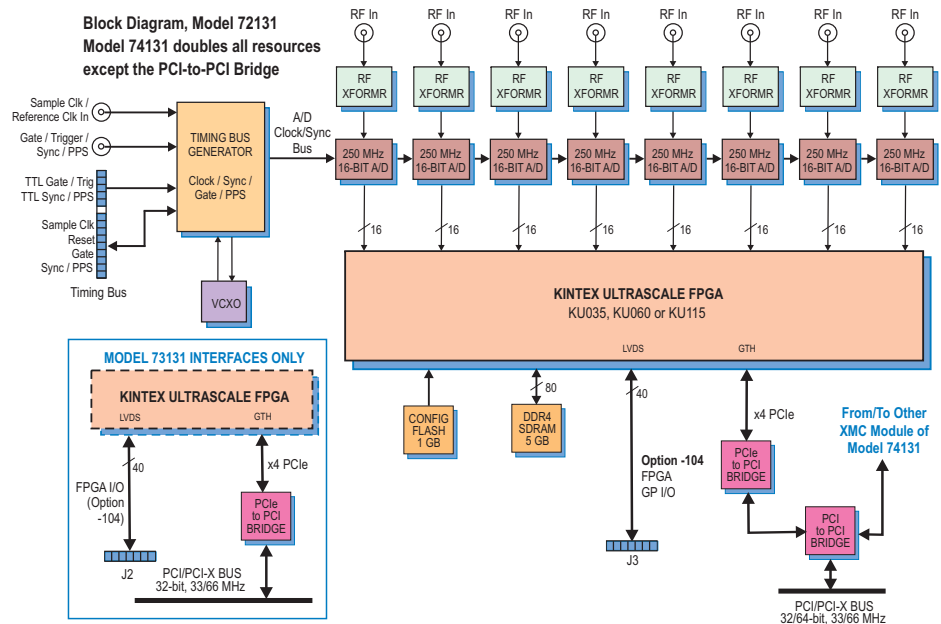 Block Diagram, Model 72131
Model 74131 doubles all resources
except the PCI-to-PCI Bridge
RF In
RF In
RF In
RF In
RF In
RF In
RF In
RF In
RF
XFORMR
RF
XFORMR
RF
XFORMR
RF
XFORMR
RF
XFORMR
RF
XFORMR
RF
XFORMR
RF
XFORMR
Sample Clk /
Reference Clk In
Gate / Trigger /
Sync / PPS
TTL Gate / Trig
TTL Sync / PPS
Sample Clk
Reset
Gate
Sync / PPS
Timing Bus
TIMING BUS
GENERATOR
Clock / Sync /
Gate / PPS
VCXO
A/D
Clock/Sync
Bus
250 MHz
16-BIT A/D
250 MHz
16-BIT A/D
250 MHz
16-BIT A/D
250 MHz
16-BIT A/D
250 MHz
16-BIT A/D
250 MHz
16-BIT A/D
250 MHz
16-BIT A/D
250 MHz
16-BIT A/D
16
16
16
16
16
16
16
16
KINTEX ULTRASCALE FPGA
KU035, KU060 or KU115
LVDS
GTH
CONFIG
FLASH
1 GB
80
DDR4
SDRAM
5 GB
40
Option -104
FPGA
GP I/O
J3
x4 PCIe
PCIe
to PCI
BRIDGE
From/To Other
XMC Module of
Model 74131
PCI
to PCI
BRIDGE
PCI/PCI-X BUS
32/64-bit, 33/66 MHz
MODEL 73131 INTERFACES ONLY
KINTEX ULTRASCALE FPGA
LVDS
GTH
40
FPGA I/O
(Option
-104)
J2
x4 PCIe
PCIe
to PCI
BRIDGE
PCI/PCI-X BUS
32-bit, 33/66 MHz